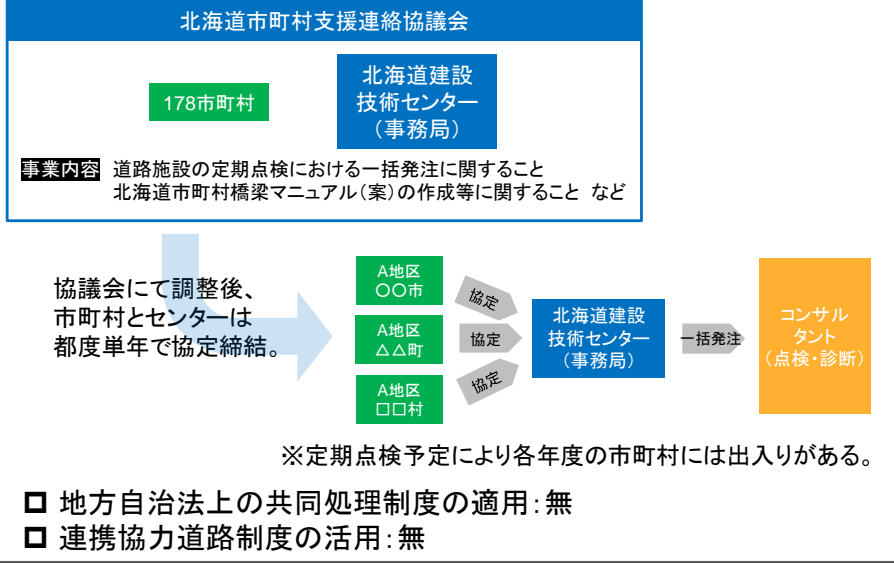 北海道市町村支援連絡協議会
178市町村
北海道建設
技術センター
（事務局）
事業内容 道路施設の定期点検における一括発注に関すること
北海道市町村橋梁マニュアル（案）の作成等に関すること など
協議会にて調整後、
市町村とセンターは
都度単年で協定締結。
A地区
〇〇市
A地区
△△町
A地区
□□村
協定
協定
協定
北海道建設
技術センター
（事務局）
一括発注
コンサル
タント
（点検・診断）
※定期点検予定により各年度の市町村には出入りがある。
地方自治法上の共同処理制度の適用：無
連携協力道路制度の活用：無